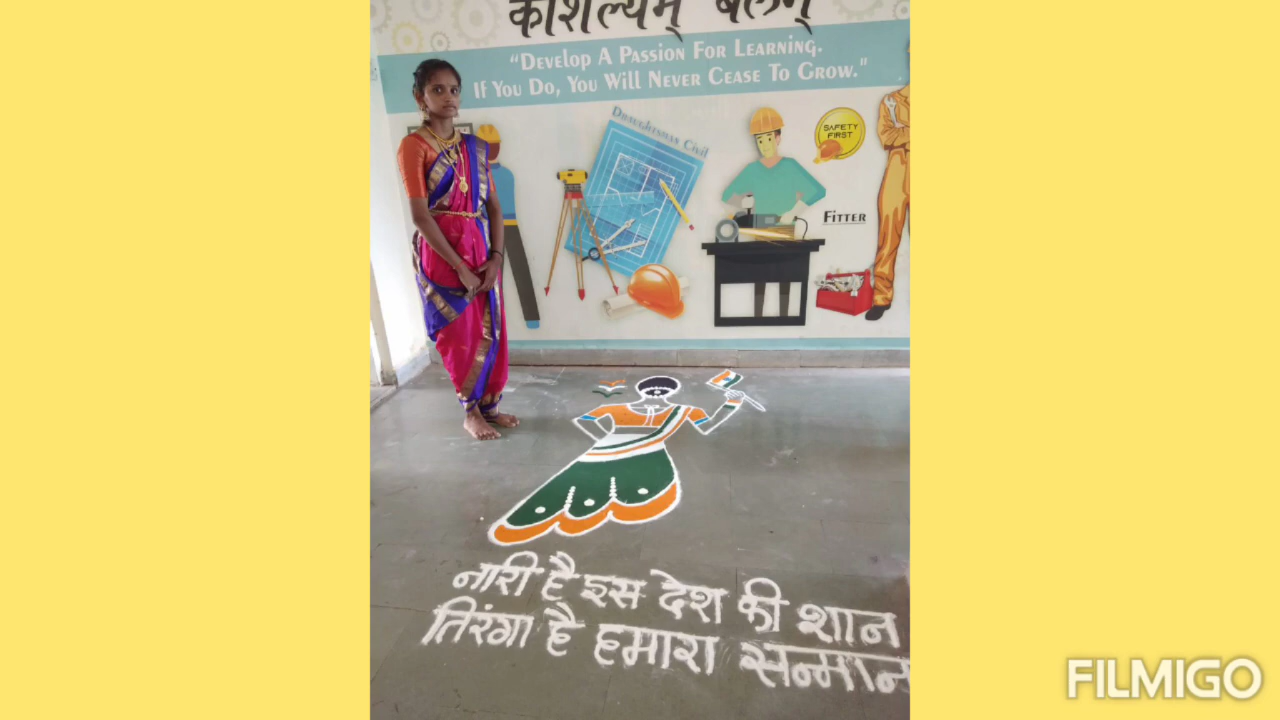 कौशल्यम् बलम्
“Develop A Passion For Learning.
If You Do, You Will Never Cease To Grow.”
Draughtsman Civil
SAFETY
FIRST
Fitter
नारी है इस देश की शान
तिरंगा है हमारा सन्मान
FILMIGO